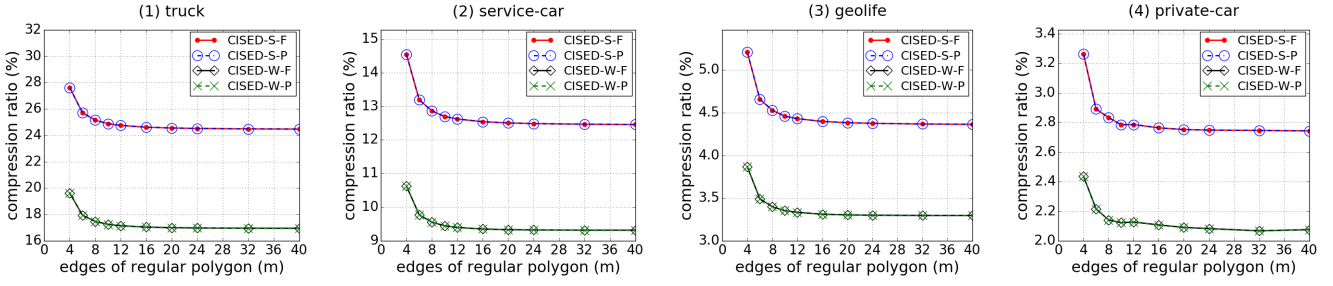 (1) truck
compression ratio (%)
32
30
28
26
24
22
20
18
16
CISED-S-F
CISED-S-P
CISED-W-F
CISED-W-P
0 4 8 12 16 20 24 28 32 36 40
edges of regular polygon (m)
(2) service-car
compression ratio (%)
15
14
13
12
11
10
9
CISED-S-F
CISED-S-P
CISED-W-F
CISED-W-P
0 4 8 12 16 20 24 28 32 36 40
edges of regular polygon (m)
(3) geolife
compression ratio (%)
5.0
4.5
4.0
3.5
3.0
CISED-S-F
CISED-S-P
CISED-W-F
CISED-W-P
0 4 8 12 16 20 24 28 32 36 40
edges of regular polygon (m)
(4) private-car
compression ratio (%)
3.4
3.2
3.0
2.8
2.6
2.4
2.2
2.0
CISED-S-F
CISED-S-P
CISED-W-F
CISED-W-P
0 4 8 12 16 20 24 28 32 36 40
edges of regular polygon (m)